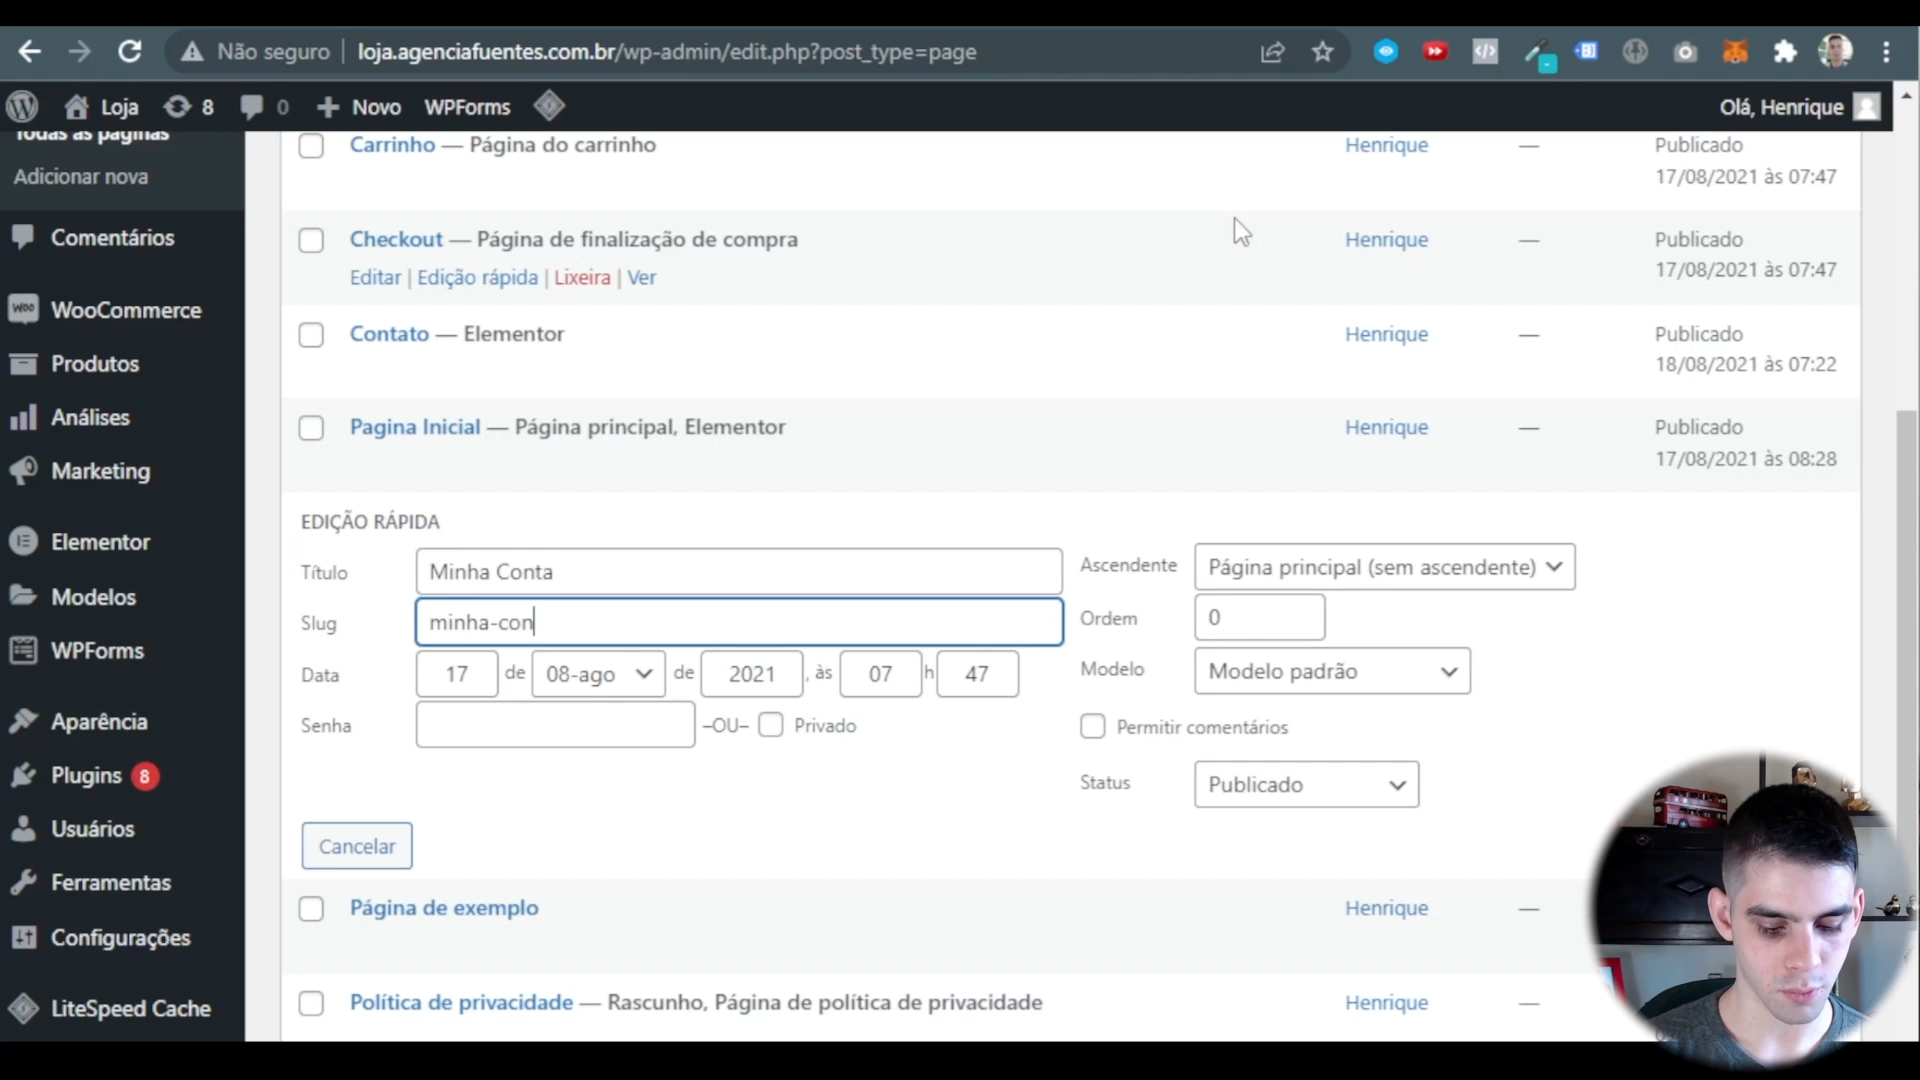 Não seguro loja.agenciafuentes.com.br/wp-admin/edit.php?post_type=page
Loja 8 0 Novo WPForms Olá, Henrique
Todas as páginas
Adicionar nova
Comentários
WooCommerce
Produtos
Análises
Marketing
Elementor
Modelos
WPForms
Aparência
Plugins 8
Usuários
Ferramentas
Configurações
LiteSpeed Cache
Carrinho — Página do carrinho Henrique — Publicado
17/08/2021 às 07:47
Checkout — Página de finalização de compra Henrique — Publicado
Editar | Edição rápida | Lixeira | Ver 17/08/2021 às 07:47
Contato — Elementor Henrique — Publicado
18/08/2021 às 07:22
Pagina Inicial — Página principal, Elementor Henrique — Publicado
17/08/2021 às 08:28
EDIÇÃO RÁPIDA
Título Minha Conta
Slug minha-con
Data 17 de 08-ago de 2021 , às 07 h 47
Senha –OU– Privado
Ascendente Página principal (sem ascendente)
Ordem 0
Modelo Modelo padrão
Permitir comentários
Status Publicado
Cancelar
Página de exemplo Henrique —
Política de privacidade — Rascunho, Página de política de privacidade Henrique —